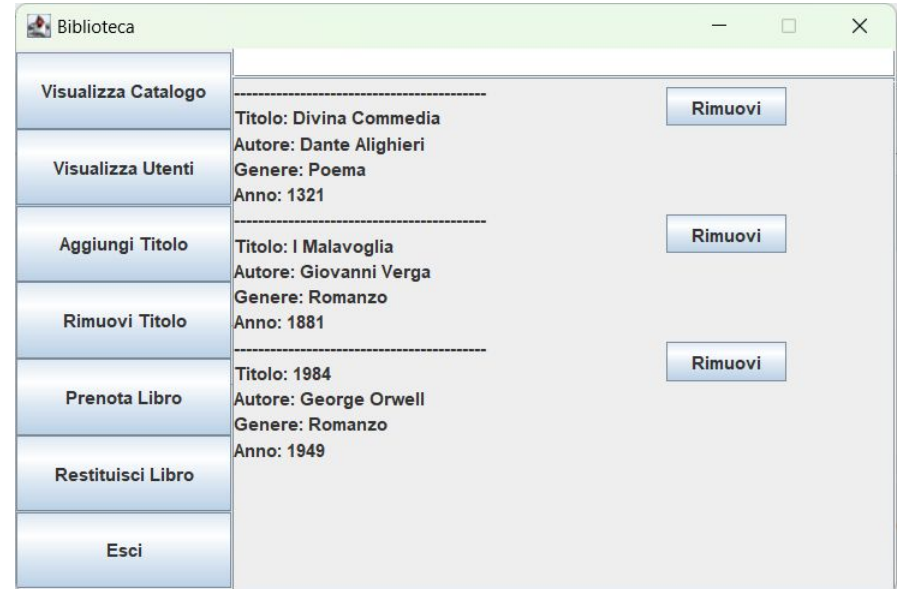 Biblioteca
Visualizza Catalogo
Visualizza Utenti
Aggiungi Titolo
Rimuovi Titolo
Prenota Libro
Restituisci Libro
Esci
------------------------------------------
Titolo: Divina Commedia
Autore: Dante Alighieri
Genere: Poema
Anno: 1321
Rimuovi
------------------------------------------
Titolo: I Malavoglia
Autore: Giovanni Verga
Genere: Romanzo
Anno: 1881
Rimuovi
------------------------------------------
Titolo: 1984
Autore: George Orwell
Genere: Romanzo
Anno: 1949
Rimuovi